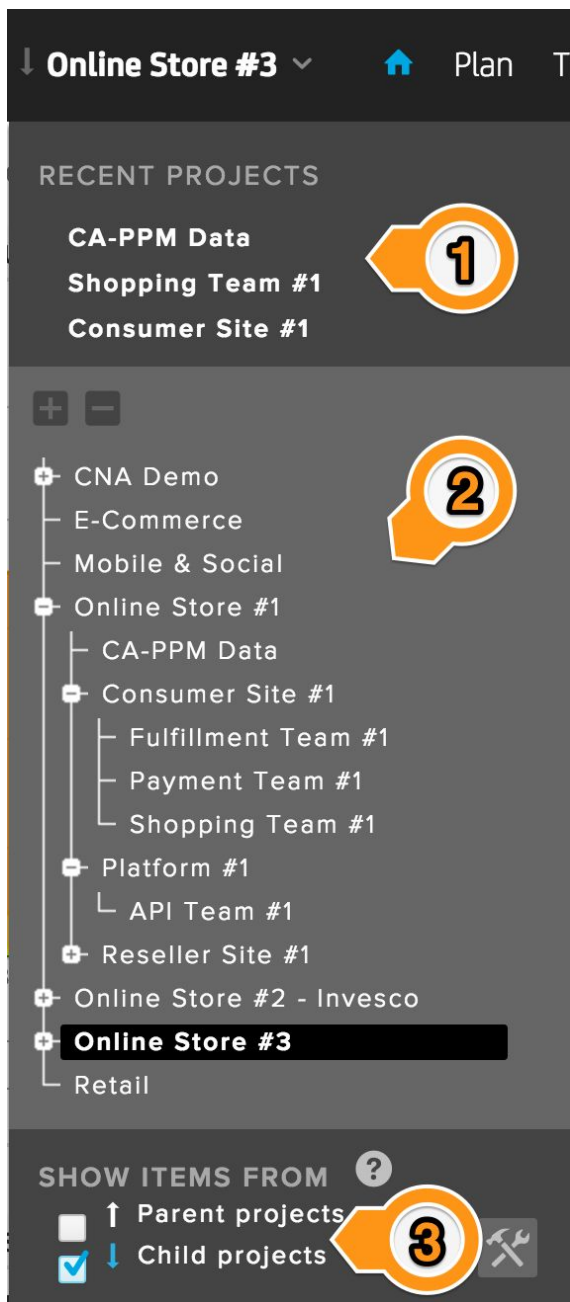 Online Store #3 Plan T
RECENT PROJECTS
CA-PPM Data
Shopping Team #1
Consumer Site #1
1
CNA Demo
2
E-Commerce
Mobile & Social
Online Store #1
CA-PPM Data
Consumer Site #1
Fulfillment Team #1
Payment Team #1
Shopping Team #1
Platform #1
API Team #1
Reseller Site #1
Online Store #2 - Invesco
Online Store #3
Retail
SHOW ITEMS FROM ?
Parent projects
Child projects
3